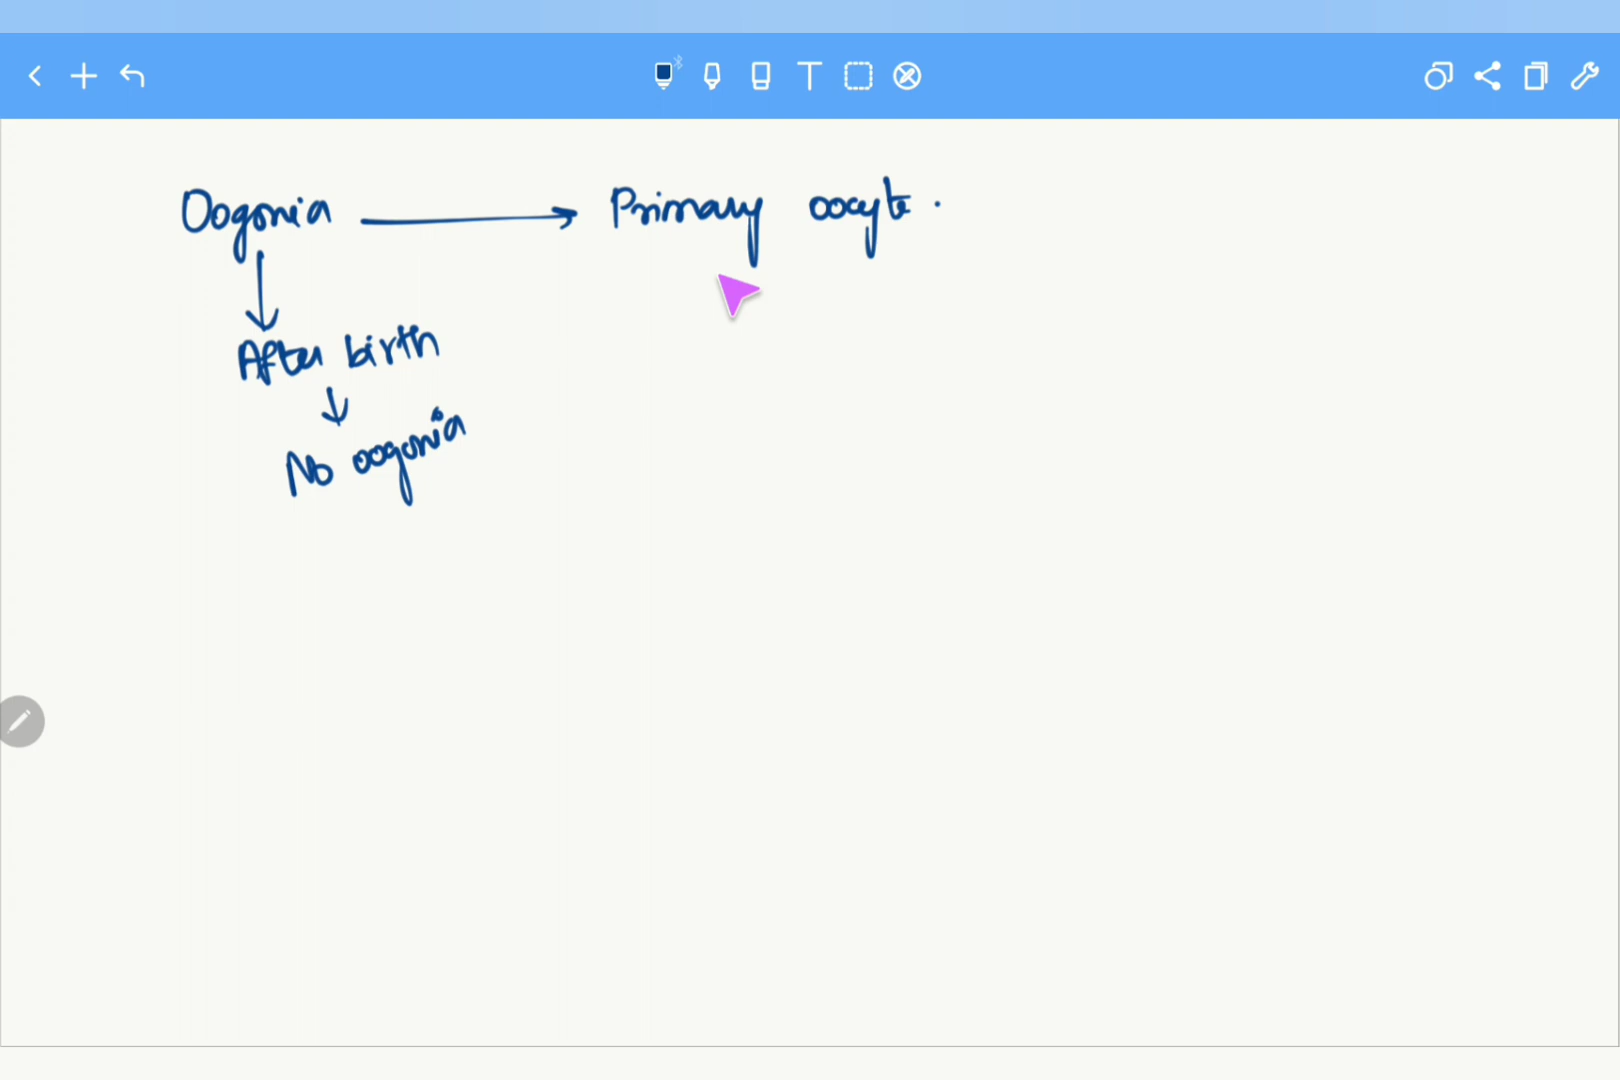 Oogonia → Primary oocyte.
↓
After birth
↓
No oogonia